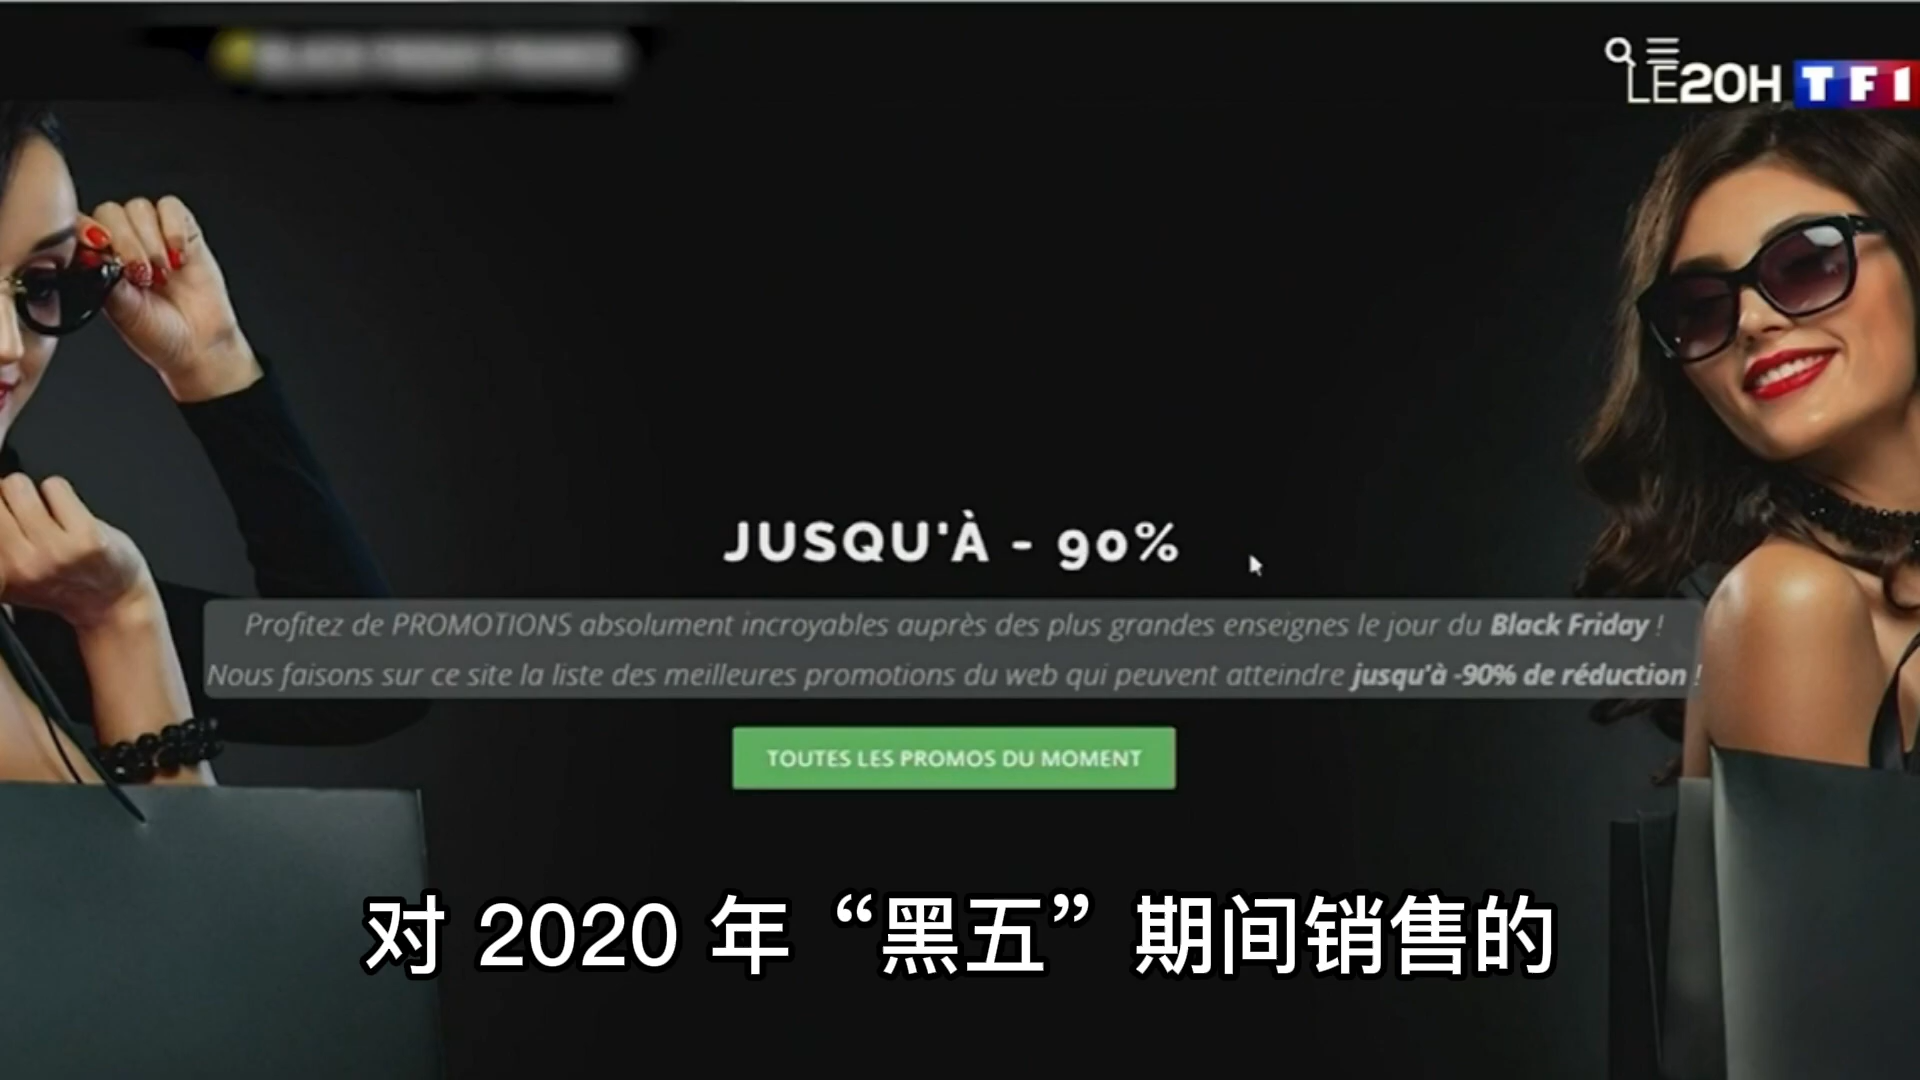 LE20H TF1
JUSQU'À - 90%
Profitez de PROMOTIONS absolument incroyables auprès des plus grandes enseignes le jour du Black Friday !
Nous faisons sur ce site la liste des meilleures promotions du web qui peuvent atteindre jusqu'à -90% de réduction !
TOUTES LES PROMOS DU MOMENT
对 2020 年“黑五”期间销售的